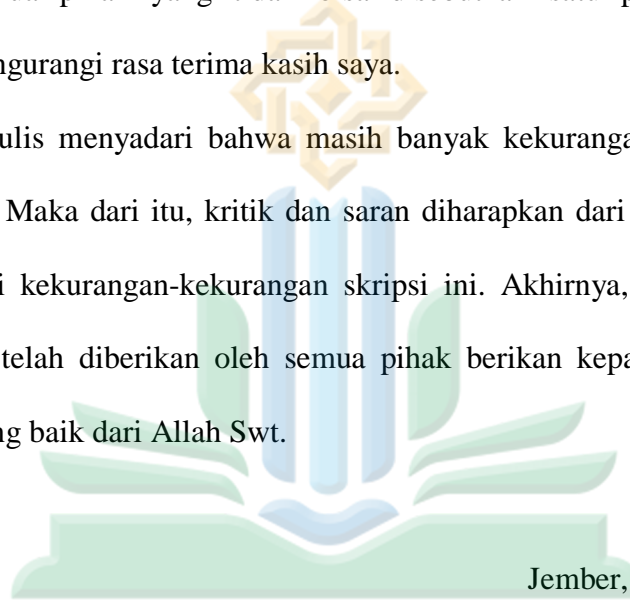 ngurangi rasa terima kasih saya.
ulis menyadari bahwa masih banyak kekuranga
Maka dari itu, kritik dan saran diharapkan dari
i kekurangan-kekurangan skripsi ini. Akhirnya,
telah diberikan oleh semua pihak berikan kepa
ng baik dari Allah Swt.
Jember,